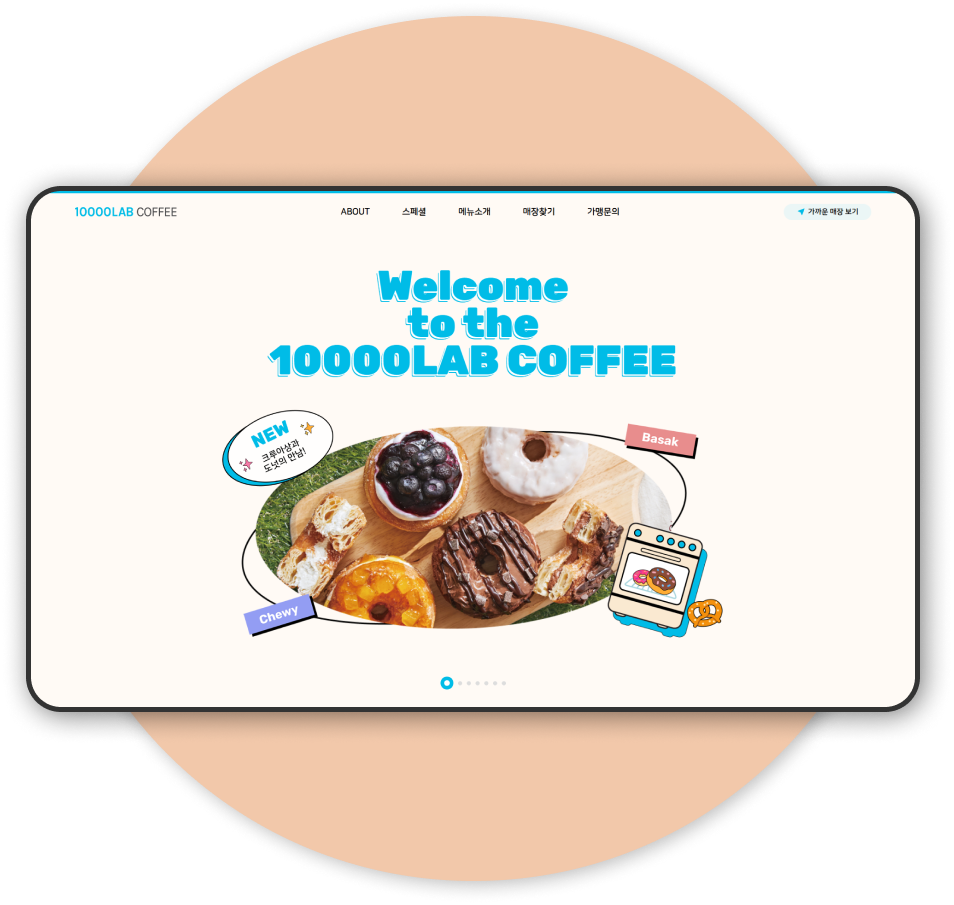 10000LAB COFFEE
ABOUT
스페셜
메뉴소개
매장찾기
가맹문의
가까운 매장 보기
Welcome
to the
10000LAB COFFEE
NEW
크루아상과
도넛의 만남!
Basak
Chewy